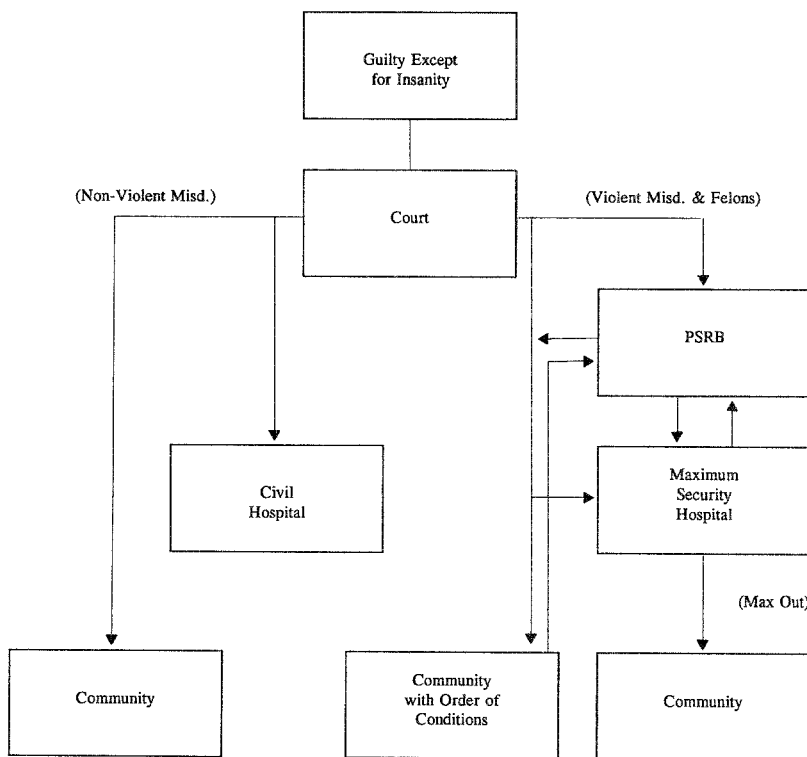 Guilty Except
for Insanity
(Non-Violent Misd.)
Court
(Violent Misd. & Felons)
PSRB
Civil
Hospital
Maximum
Security
Hospital
(Max Out)
Community
Community
with Order of
Conditions
Community